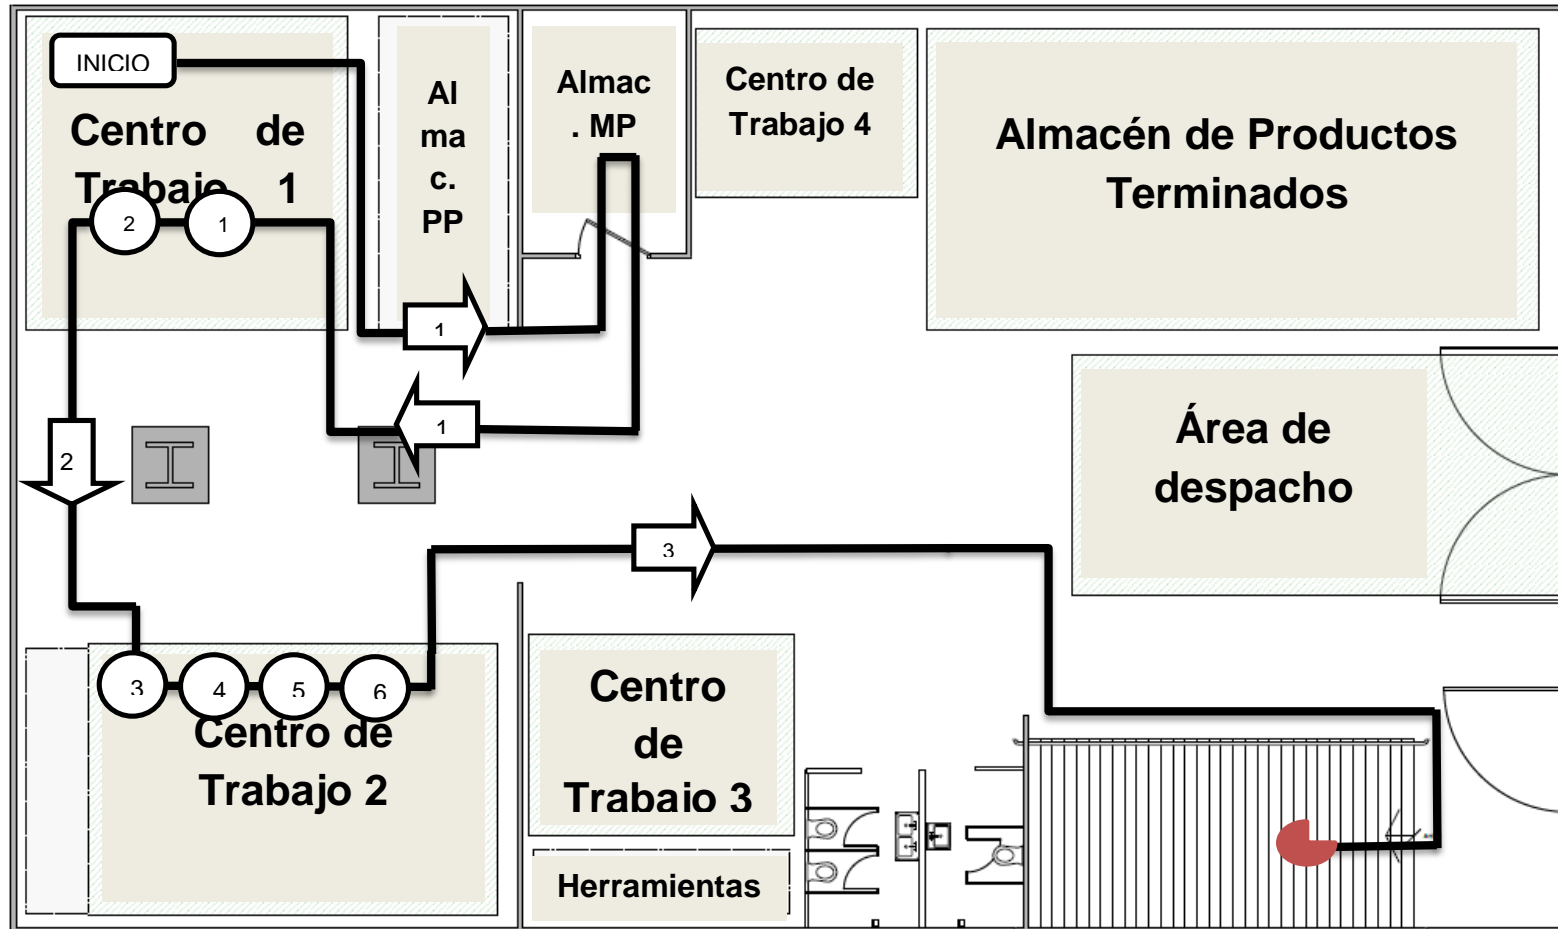 INICIO
Centro de
Trabajo 1
2
1
Al
ma
c.
PP
Almac
. MP
Centro de
Trabajo 4
Almacén de Productos
Terminados
1
1
2
Área de
despacho
3
3
4
5
6
Centro de
Trabajo 2
Centro
de
Trabajo 3
Herramientas